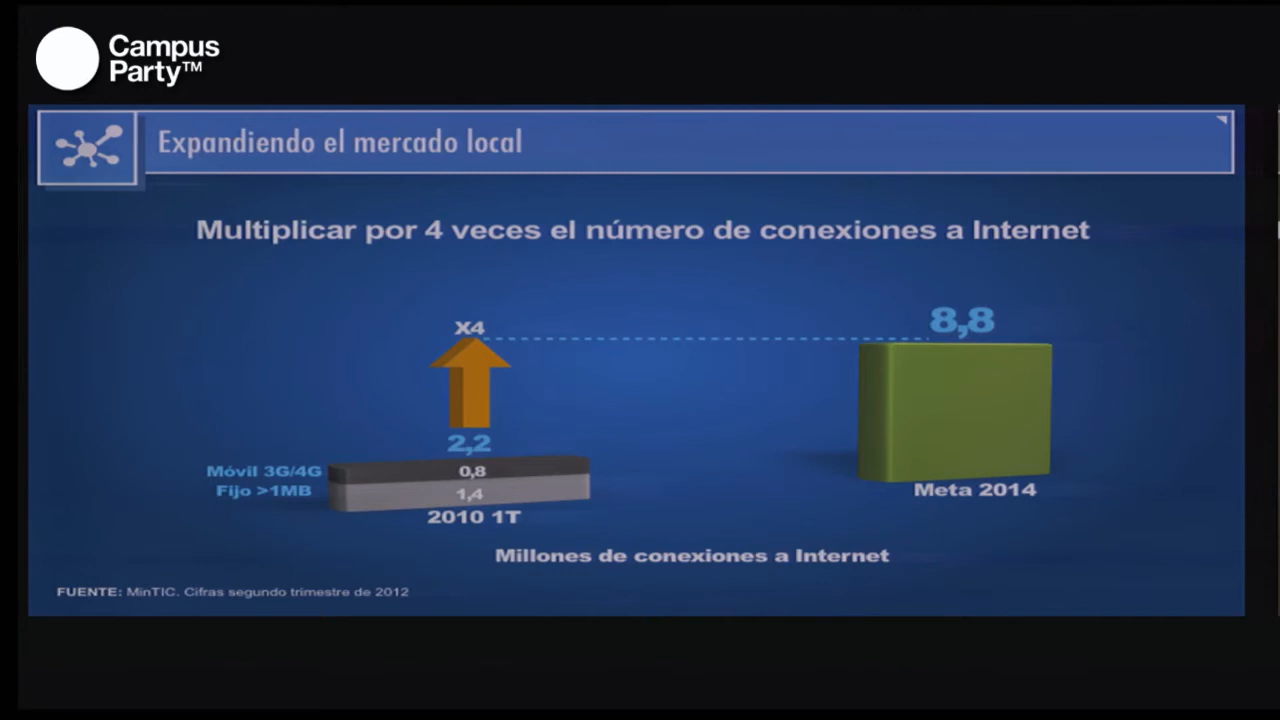 Campus
Party™
Expandiendo el mercado local
Multiplicar por 4 veces el número de conexiones a Internet
X4
8,8
2,2
Móvil 3G/4G
0,8
Fijo >1MB
1,4
Meta 2014
2010 1T
Millones de conexiones a Internet
FUENTE: MinTIC. Cifras segundo trimestre de 2012